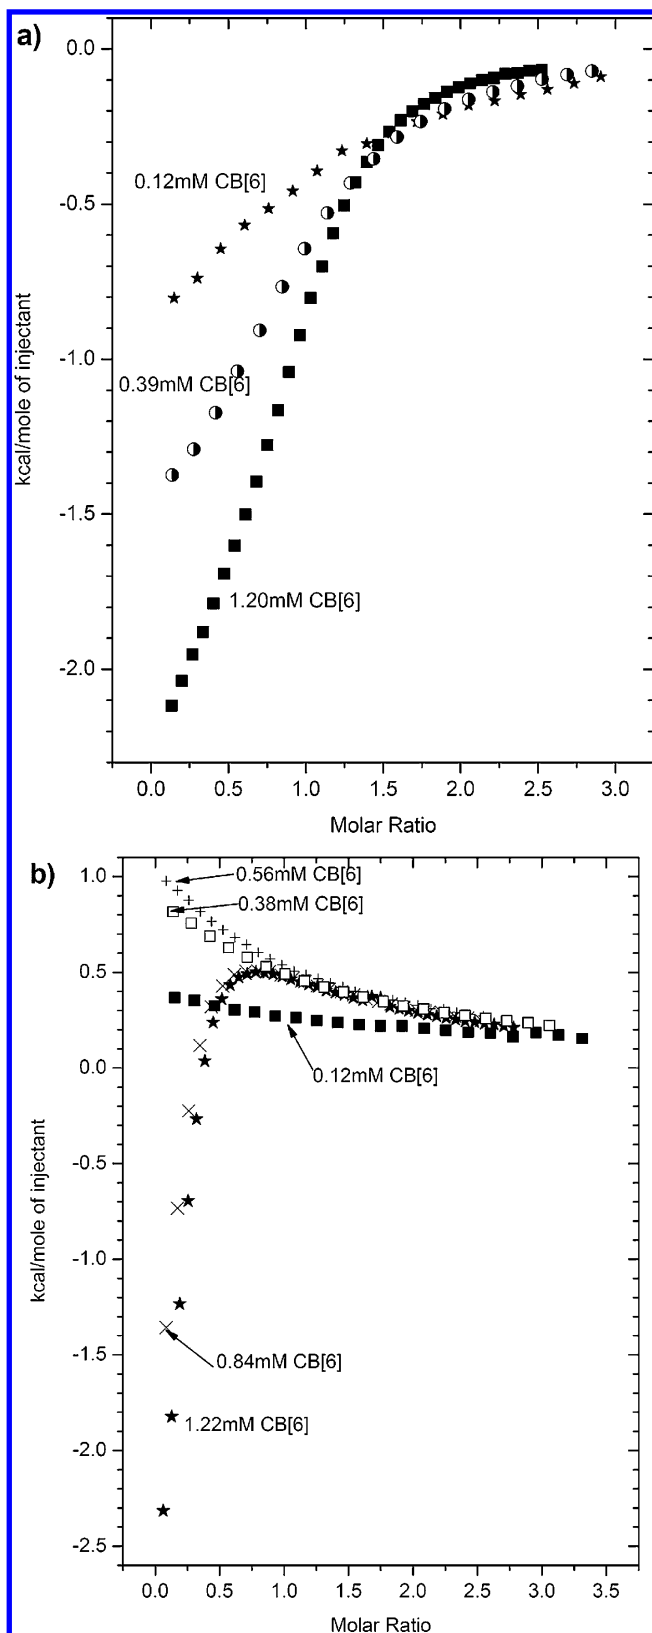 a)
0.0
-0.5
-1.0
-1.5
-2.0
kcal/mole of injectant
0.12mM CB[6]
0.39mM CB[6]
1.20mM CB[6]
0.0 0.5 1.0 1.5 2.0 2.5 3.0
Molar Ratio
b)
1.0
0.5
0.0
-0.5
-1.0
-1.5
-2.0
-2.5
kcal/mole of injectant
0.56mM CB[6]
0.38mM CB[6]
0.12mM CB[6]
0.84mM CB[6]
1.22mM CB[6]
0.0 0.5 1.0 1.5 2.0 2.5 3.0 3.5
Molar Ratio